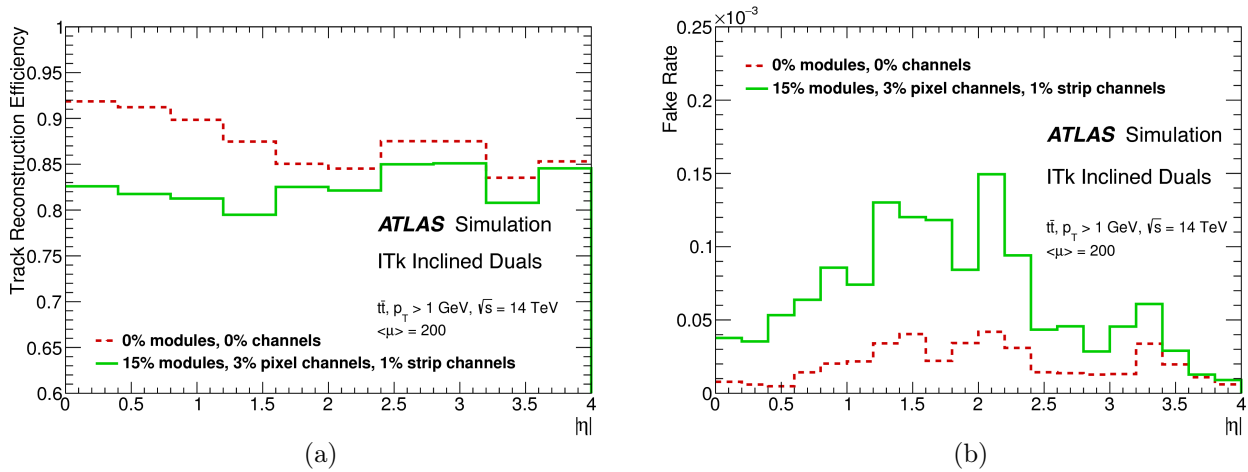 Track Reconstruction Efficiency
1
0.95
0.9
0.85
0.8
0.75
0.7
0.65
0.6
0 0.5 1 1.5 2 2.5 3 3.5 4
|η|
ATLAS Simulation
ITk Inclined Duals
tt̄, p_T > 1 GeV, √s = 14 TeV
<μ> = 200
0% modules, 0% channels
15% modules, 3% pixel channels, 1% strip channels
(a)
Fake Rate
×10⁻³
0.25
0.2
0.15
0.1
0.05
0
0 0.5 1 1.5 2 2.5 3 3.5 4
|η|
0% modules, 0% channels
15% modules, 3% pixel channels, 1% strip channels
ATLAS Simulation
ITk Inclined Duals
tt̄, p_T > 1 GeV, √s = 14 TeV
<μ> = 200
(b)